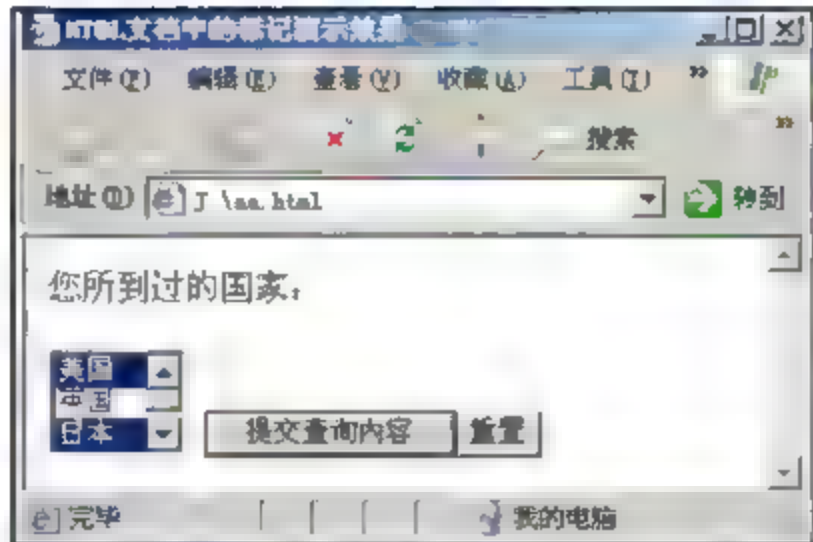 HTML文档中的标记演示效果
文件(F) 编辑(E) 查看(V) 收藏(A) 工具(T) »
搜索 »
地址(D) J \aa.html 转到
您所到过的国家:
美国
日本
提交查询内容 重置
完毕 我的电脑